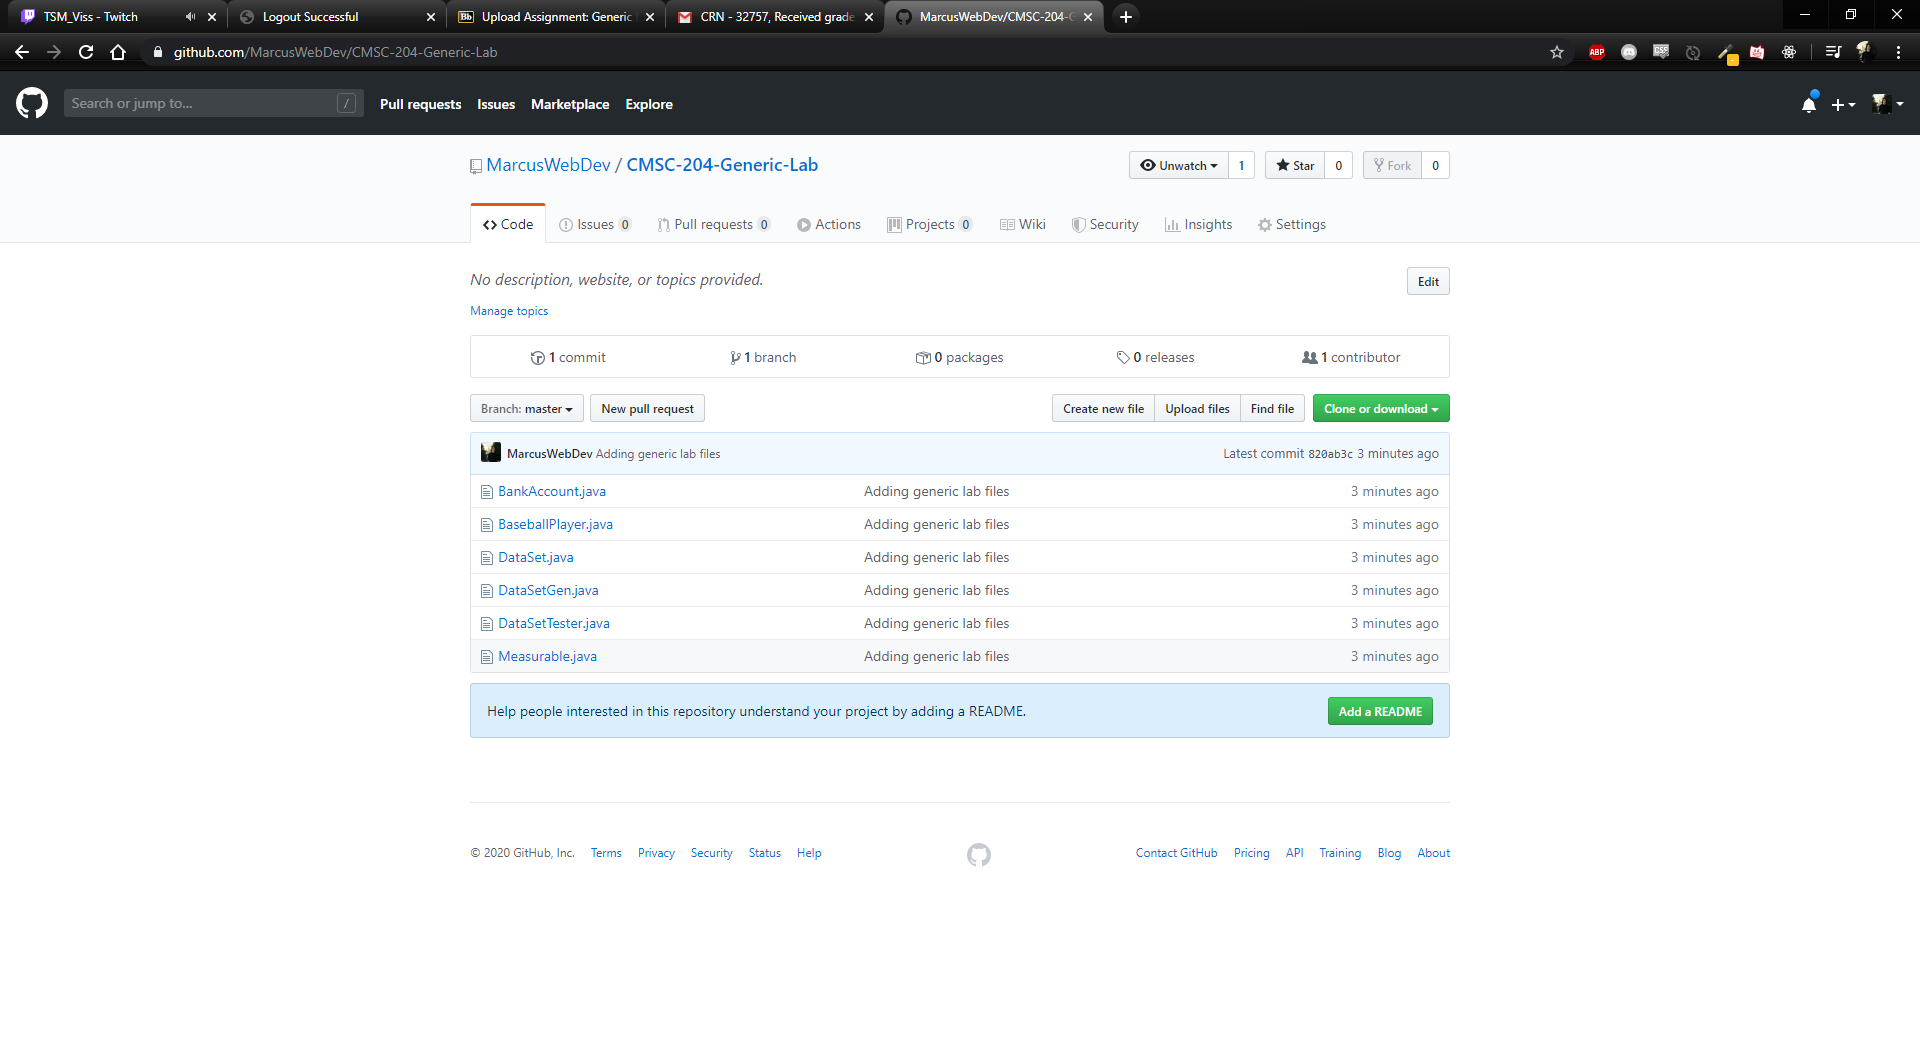 TSM_Viss - Twitch
Logout Successful
Upload Assignment: Generic
CRN - 32757, Received grade
MarcusWebDev/CMSC-204-G
github.com/MarcusWebDev/CMSC-204-Generic-Lab
Search or jump to... /
Pull requests Issues Marketplace Explore
MarcusWebDev / CMSC-204-Generic-Lab
Unwatch 1 Star 0 Fork 0
Code Issues 0 Pull requests 0 Actions Projects 0 Wiki Security Insights Settings
No description, website, or topics provided. Edit
Manage topics
1 commit 1 branch 0 packages 0 releases 1 contributor
Branch: master New pull request Create new file Upload files Find file Clone or download
MarcusWebDev Adding generic lab files Latest commit 820ab3c 3 minutes ago
BankAccount.java Adding generic lab files 3 minutes ago
BaseballPlayer.java Adding generic lab files 3 minutes ago
DataSet.java Adding generic lab files 3 minutes ago
DataSetGen.java Adding generic lab files 3 minutes ago
DataSetTester.java Adding generic lab files 3 minutes ago
Measurable.java Adding generic lab files 3 minutes ago
Help people interested in this repository understand your project by adding a README. Add a README
© 2020 GitHub, Inc. Terms Privacy Security Status Help Contact GitHub Pricing API Training Blog About